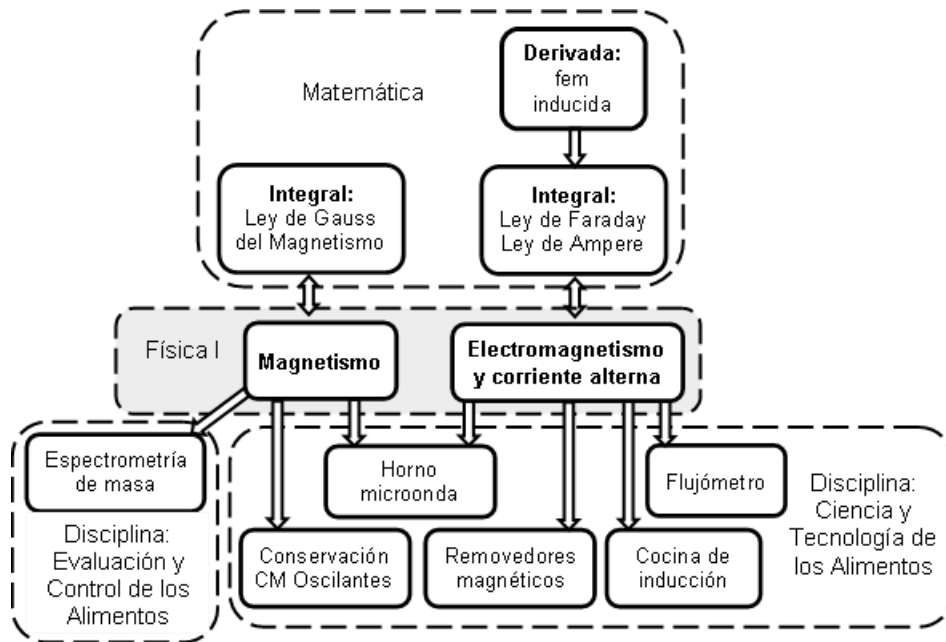 Matemática
Derivada:
fem
inducida
Integral:
Ley de Gauss
del Magnetismo
Integral:
Ley de Faraday
Ley de Ampere
Física I
Magnetismo
Electromagnetismo
y corriente alterna
Espectrometría
de masa
Disciplina:
Evaluación y
Control de los
Alimentos
Horno
microonda
Flujómetro
Conservación
CM Oscilantes
Removedores
magnéticos
Cocina de
inducción
Disciplina:
Ciencia y
Tecnología de
los Alimentos